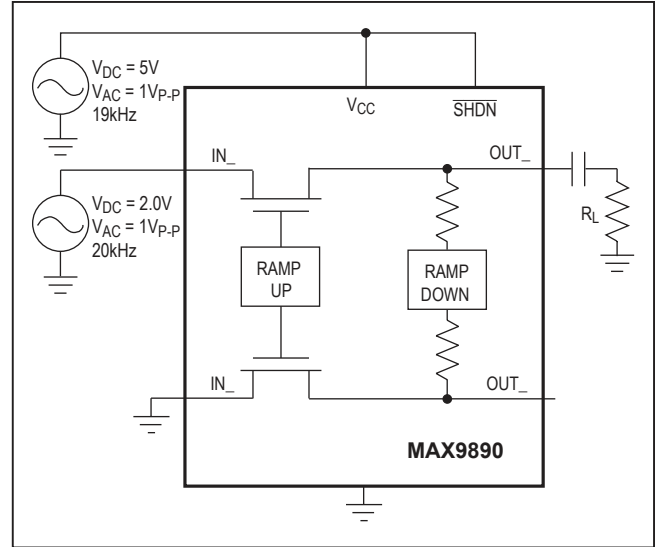 V_DC = 5V
V_AC = 1V_P-P
19kHz
V_CC
SHDN
IN_
OUT_
V_DC = 2.0V
V_AC = 1V_P-P
20kHz
R_L
RAMP
UP
RAMP
DOWN
IN_
OUT_
MAX9890